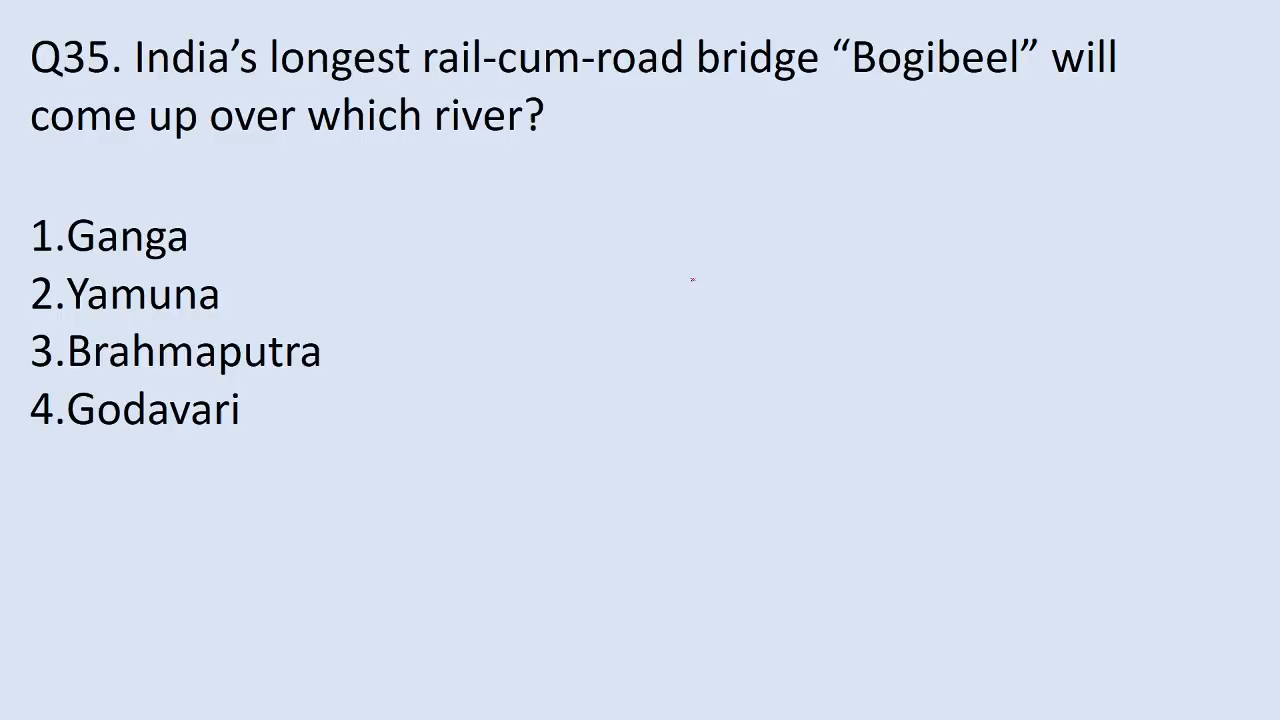 Q35. India’s longest rail-cum-road bridge “Bogibeel” will
come up over which river?
1.Ganga
2.Yamuna
3.Brahmaputra
4.Godavari